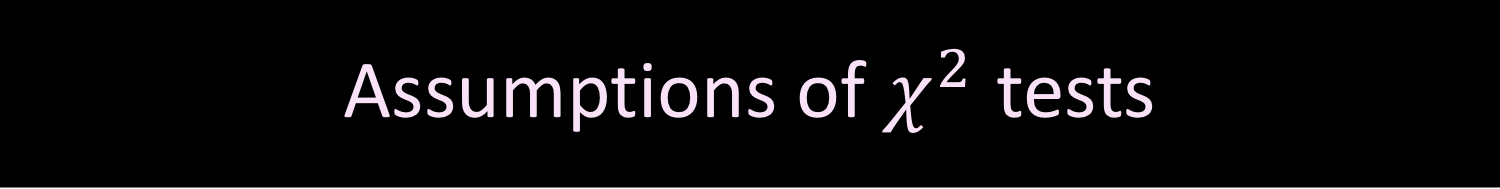 Assumptions of 𝜒² tests